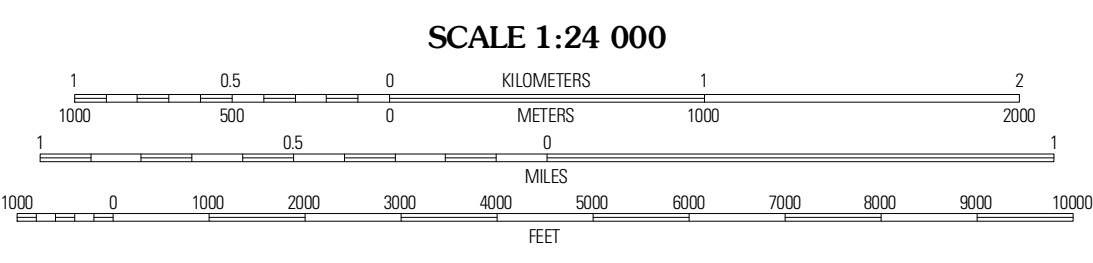 SCALE 1:24 000
1 0.5 0 KILOMETERS 1 2
1000 500 0 METERS 1000 2000
1 0.5 0 1
MILES
1000 0 1000 2000 3000 4000 5000 6000 7000 8000 9000 10000
FEET